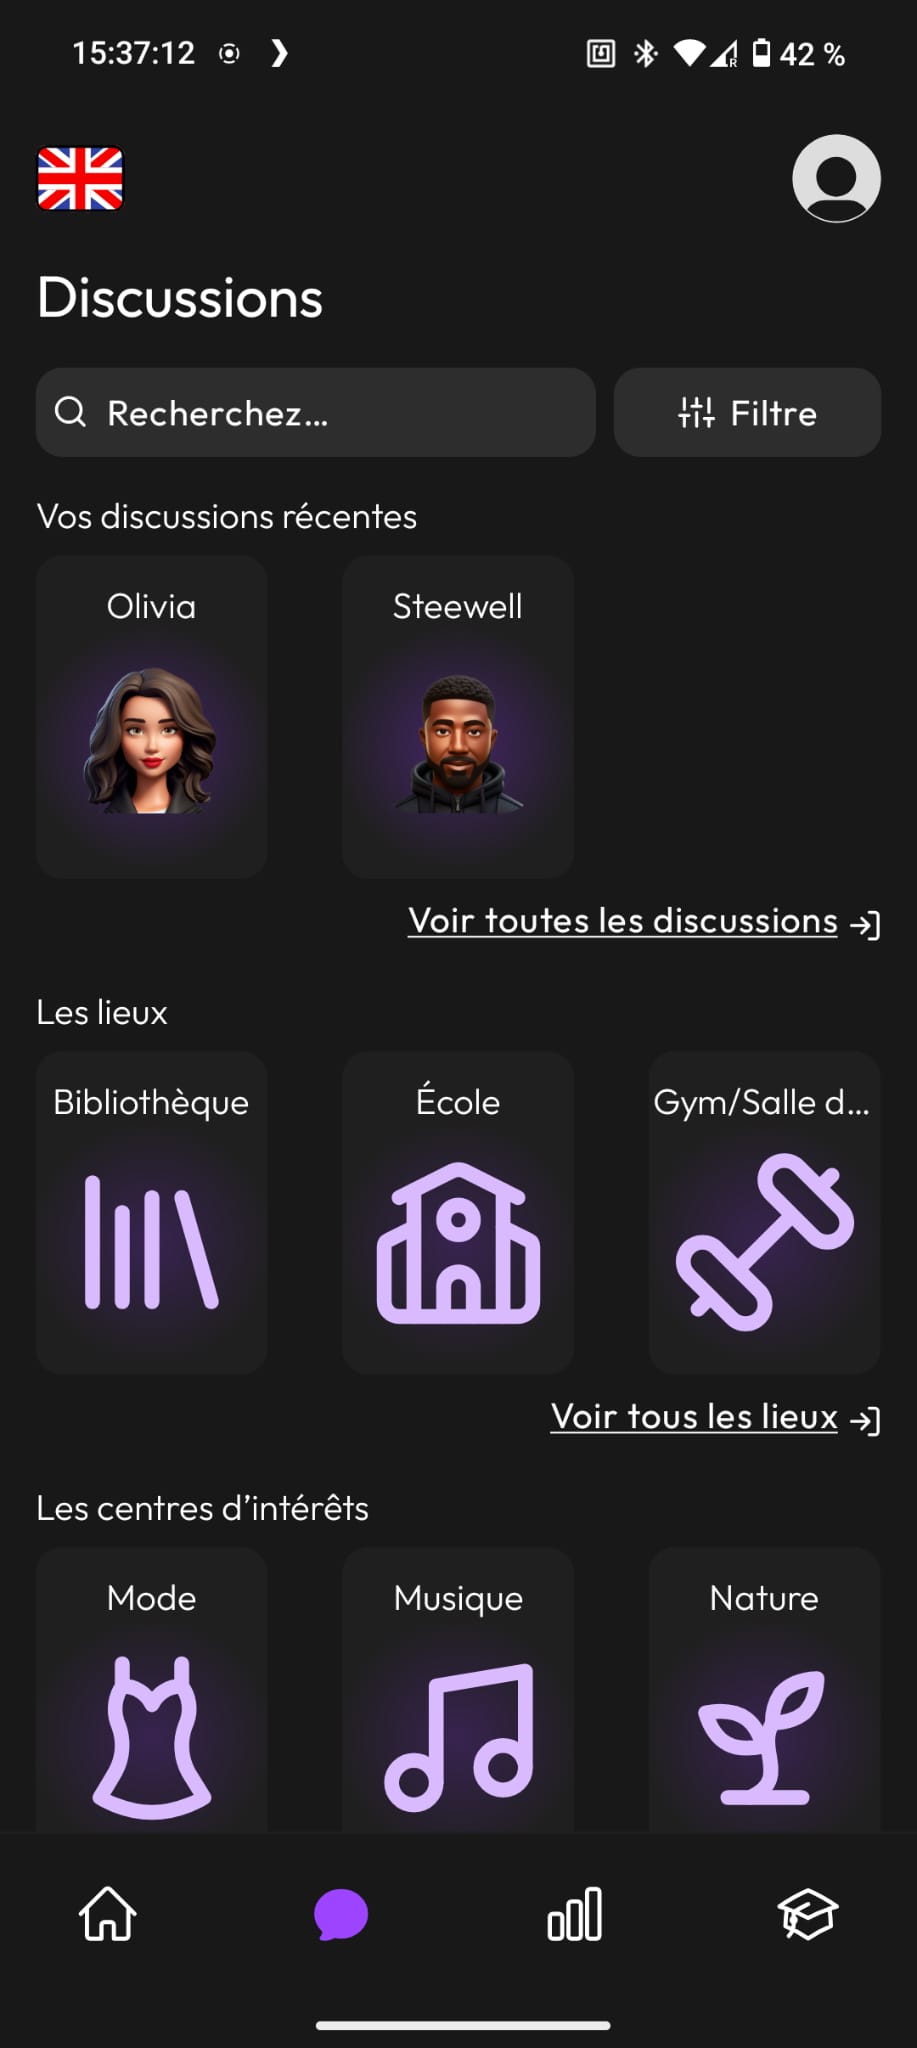 15:37:12
42 %
Discussions
Recherchez...
Filtre
Vos discussions récentes
Olivia
Steewell
Voir toutes les discussions
Les lieux
Bibliothèque
École
Gym/Salle d...
Voir tous les lieux
Les centres d’intérêts
Mode
Musique
Nature